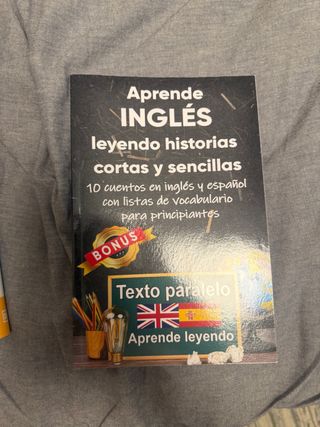 Aprende
INGLÉS
leyendo historias
cortas y sencillas
10 cuentos en inglés y español
con listas de vocabulario
para principiantes
BONUS
Texto paralelo
Aprende leyendo